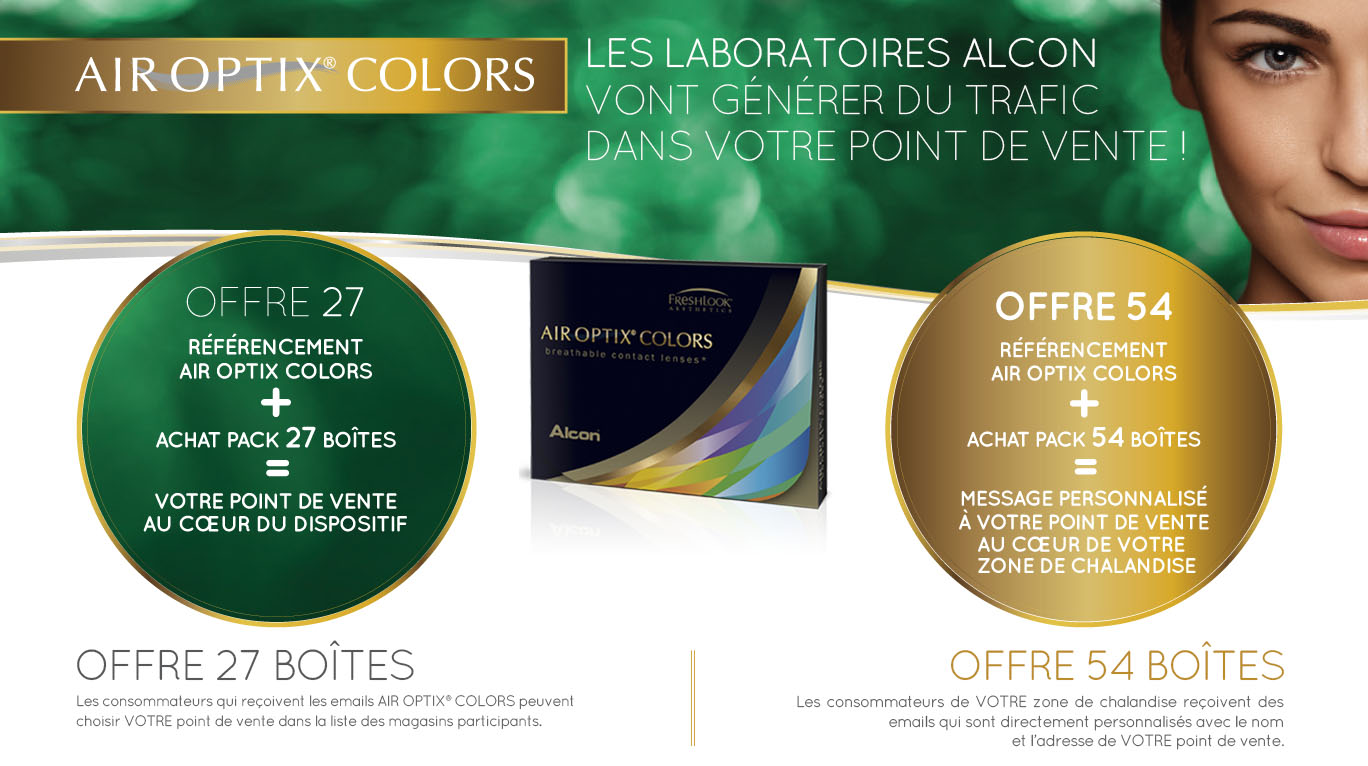 AIR OPTIX® COLORS
LES LABORATOIRES ALCON
VONT GÉNÉRER DU TRAFIC
DANS VOTRE POINT DE VENTE !
OFFRE 27
RÉFÉRENCEMENT
AIR OPTIX COLORS
+
ACHAT PACK 27 BOÎTES
=
VOTRE POINT DE VENTE
AU CŒUR DU DISPOSITIF
FRESHLOOK®
AESTHETICS
AIR OPTIX® COLORS
breathable contact lenses*
Alcon®
OFFRE 54
RÉFÉRENCEMENT
AIR OPTIX COLORS
+
ACHAT PACK 54 BOÎTES
=
MESSAGE PERSONNALISÉ
À VOTRE POINT DE VENTE
AU CŒUR DE VOTRE
ZONE DE CHALANDISE
OFFRE 27 BOÎTES
Les consommateurs qui reçoivent les emails AIR OPTIX® COLORS peuvent
choisir VOTRE point de vente dans la liste des magasins participants.
OFFRE 54 BOÎTES
Les consommateurs de VOTRE zone de chalandise reçoivent des
emails qui sont directement personnalisés avec le nom
et l'adresse de VOTRE point de vente.